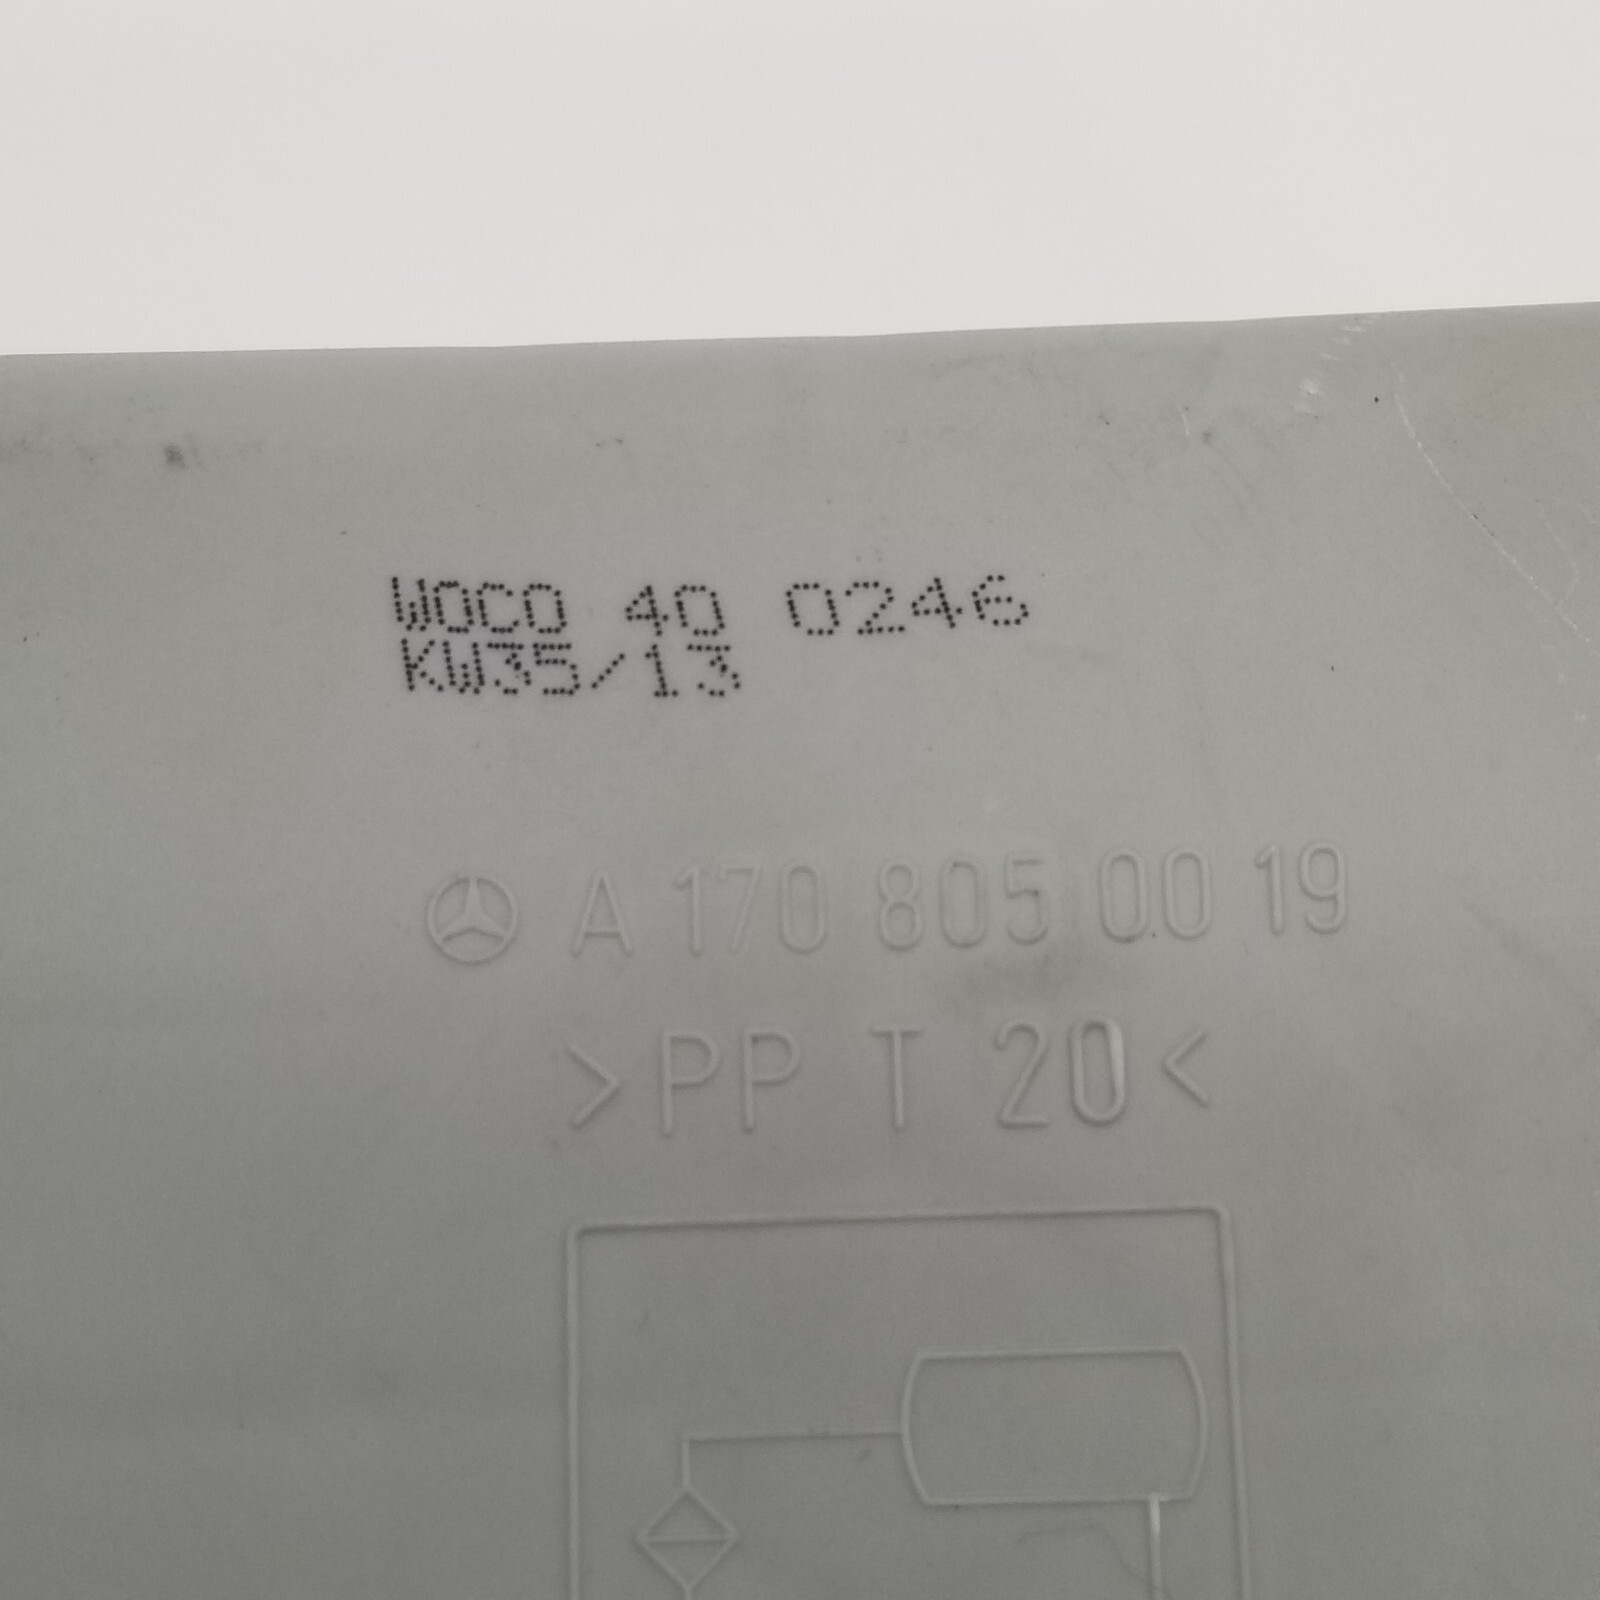 WOCO 40 0246
KW35/13
A 170 805 00 19
>PP T 20<